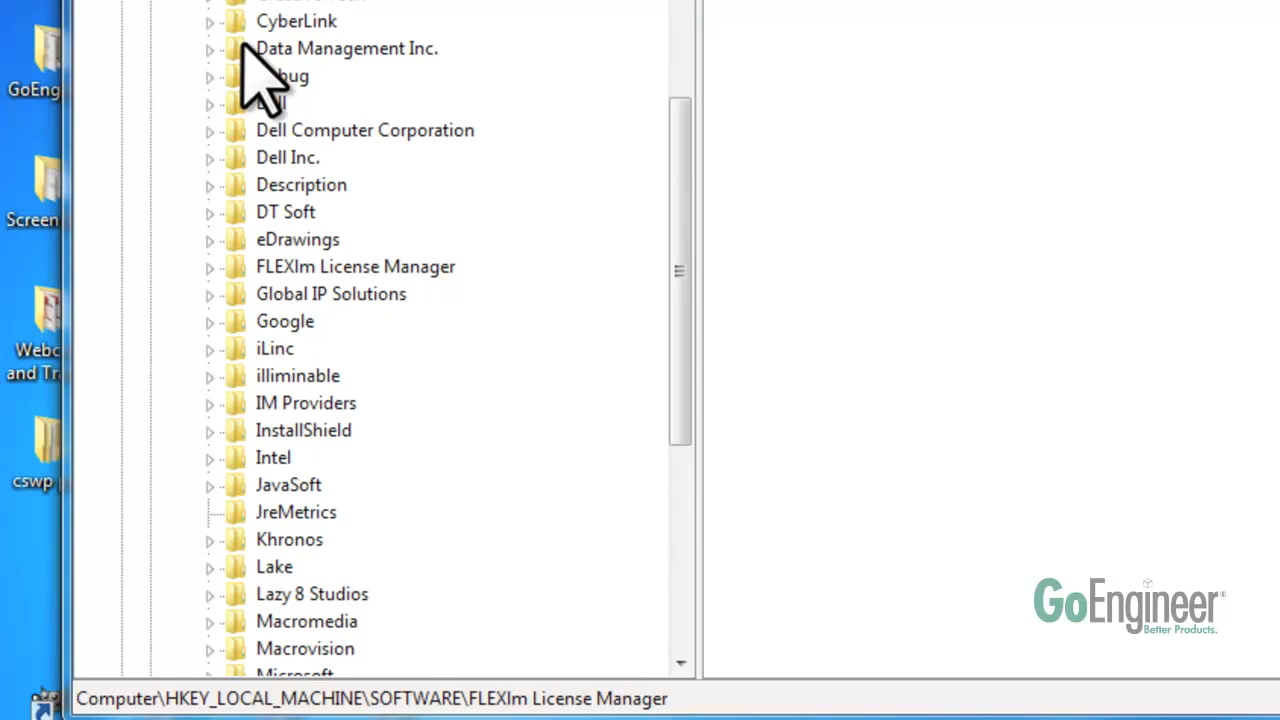 CyberLink
Data Management Inc.
Dell Computer Corporation
Dell Inc.
Description
DT Soft
eDrawings
FLEXlm License Manager
Global IP Solutions
Google
iLinc
illiminable
IM Providers
InstallShield
Intel
JavaSoft
JreMetrics
Khronos
Lake
Lazy 8 Studios
Macromedia
Macrovision
Microsoft
Computer\HKEY_LOCAL_MACHINE\SOFTWARE\FLEXlm License Manager
GoEng
Screen
Webc
and Tr
cswp
GoEngineer®
Better Products.